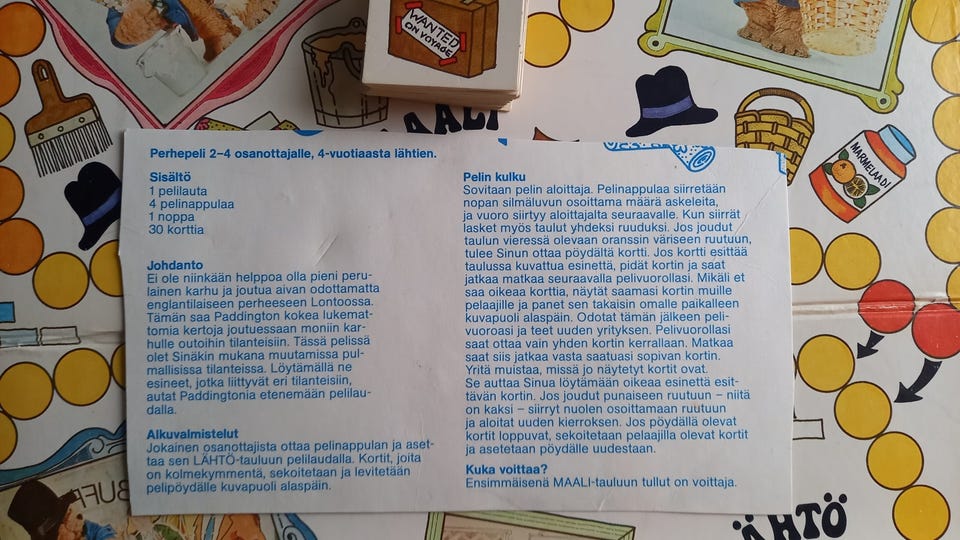 WANTED
ON VOYAGE
MARMELAADI
Perhepeli 2–4 osanottajalle, 4-vuotiaasta lähtien.
Sisältö
1 pelilauta
4 pelinappulaa
1 noppa
30 korttia
Johdanto
Ei ole niinkään helppoa olla pieni peru-
lainen karhu ja joutua aivan odottamatta
englantilaiseen perheeseen Lontoossa.
Tämän saa Paddington kokea lukemat-
tomia kertoja joutuessaan moniin kar-
hulle outoihin tilanteisiin. Tässä pelissä
olet Sinäkin mukana muutamissa pul-
mallisissa tilanteissa. Löytämällä ne
esineet, jotka liittyvät eri tilanteisiin,
autat Paddingtonia etenemään pelilau-
dalla.
Alkuvalmistelut
Jokainen osanottajista ottaa pelinappulan ja aset-
taa sen LÄHTÖ-tauluun pelilaudalla. Kortit, joita
on kolmekymmentä, sekoitetaan ja levitetään
pelipöydälle kuvapuoli alaspäin.
Pelin kulku
Sovitaan pelin aloittaja. Pelinappulaa siirretään
nopan silmäluvun osoittama määrä askeleita,
ja vuoro siirtyy aloittajalta seuraavalle. Kun siirrät
lasket myös taulut yhdeksi ruuduksi. Jos joudut
taulun vieressä olevaan oranssin väriseen ruutuun,
tulee Sinun ottaa pöydältä kortti. Jos kortti esittää
taulussa kuvattua esinettä, pidät kortin ja saat
jatkaa matkaa seuraavalla pelivuorollasi. Mikäli et
saa oikeaa korttia, näytät saamasi kortin muille
pelaajille ja panet sen takaisin omalle paikalleen
kuvapuoli alaspäin. Odotat tämän jälkeen peli-
vuoroasi ja teet uuden yrityksen. Pelivuorollasi
saat ottaa vain yhden kortin kerrallaan. Matkaa
saat siis jatkaa vasta saatuasi sopivan kortin.
Yritä muistaa, missä jo näytetyt kortit ovat.
Se auttaa Sinua löytämään oikeaa esinettä esit-
tävän kortin. Jos joudut punaiseen ruutuun – niitä
on kaksi – siirryt nuolen osoittamaan ruutuun
ja aloitat uuden kierroksen. Jos pöydällä olevat
kortit loppuvat, sekoitetaan pelaajilla olevat kortit
ja asetetaan pöydälle uudestaan.
Kuka voittaa?
Ensimmäisenä MAALI-tauluun tullut on voittaja.
BUFF
ÄHTÖ